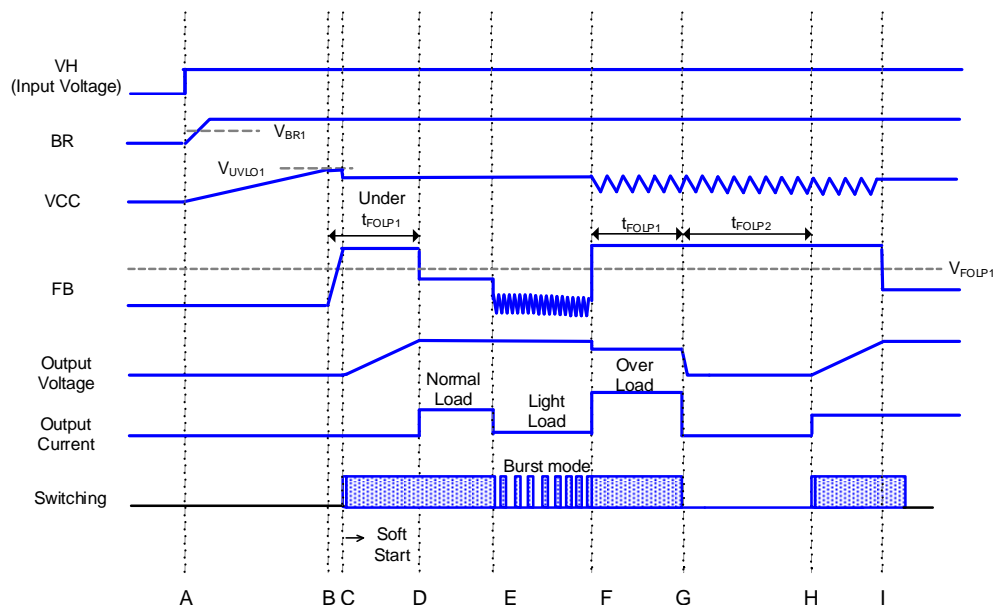 VH
(Input Voltage)
BR
VBR1
VUVLO1
VCC
Under
tFOLP1
tFOLP1
tFOLP2
VFOLP1
FB
Output
Voltage
Normal
Load
Light
Load
Over
Load
Output
Current
Burst mode
Switching
Soft
Start
A B C D E F G H I